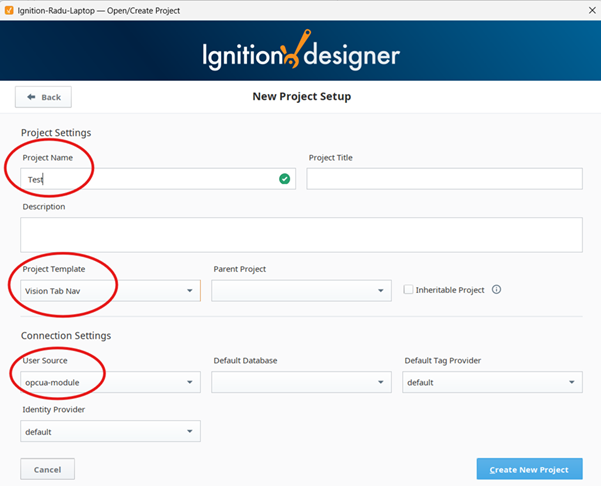 Ignition-Radu-Laptop — Open/Create Project
Ignition designer
Back
New Project Setup
Project Settings
Project Name
Project Title
Test
Description
Project Template
Parent Project
Vision Tab Nav
Inheritable Project
Connection Settings
User Source
Default Database
Default Tag Provider
opcua-module
default
Identity Provider
default
Cancel
Create New Project